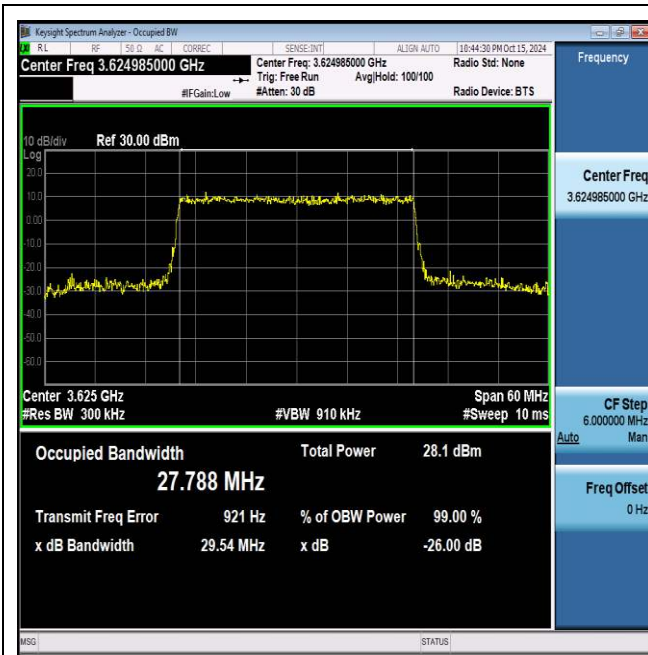 Keysight Spectrum Analyzer - Occupied BW
RL RF 50 Ω AC CORREC SENSE:INT ALIGN AUTO 10:44:30 PM Oct 15, 2024
Center Freq 3.624985000 GHz
Center Freq: 3.624985000 GHz
Radio Std: None
Trig: Free Run Avg|Hold: 100/100
#IFGain:Low #Atten: 30 dB Radio Device: BTS
10 dB/div Ref 30.00 dBm
Log
20.0
10.0
0.00
-10.0
-20.0
-30.0
-40.0
-50.0
-60.0
Center 3.625 GHz Span 60 MHz
#Res BW 300 kHz #VBW 910 kHz #Sweep 10 ms
Occupied Bandwidth Total Power 28.1 dBm
27.788 MHz
Transmit Freq Error 921 Hz % of OBW Power 99.00 %
x dB Bandwidth 29.54 MHz x dB -26.00 dB
MSG STATUS
Frequency
Center Freq
3.624985000 GHz
CF Step
6.000000 MHz
Auto Man
Freq Offset
0 Hz